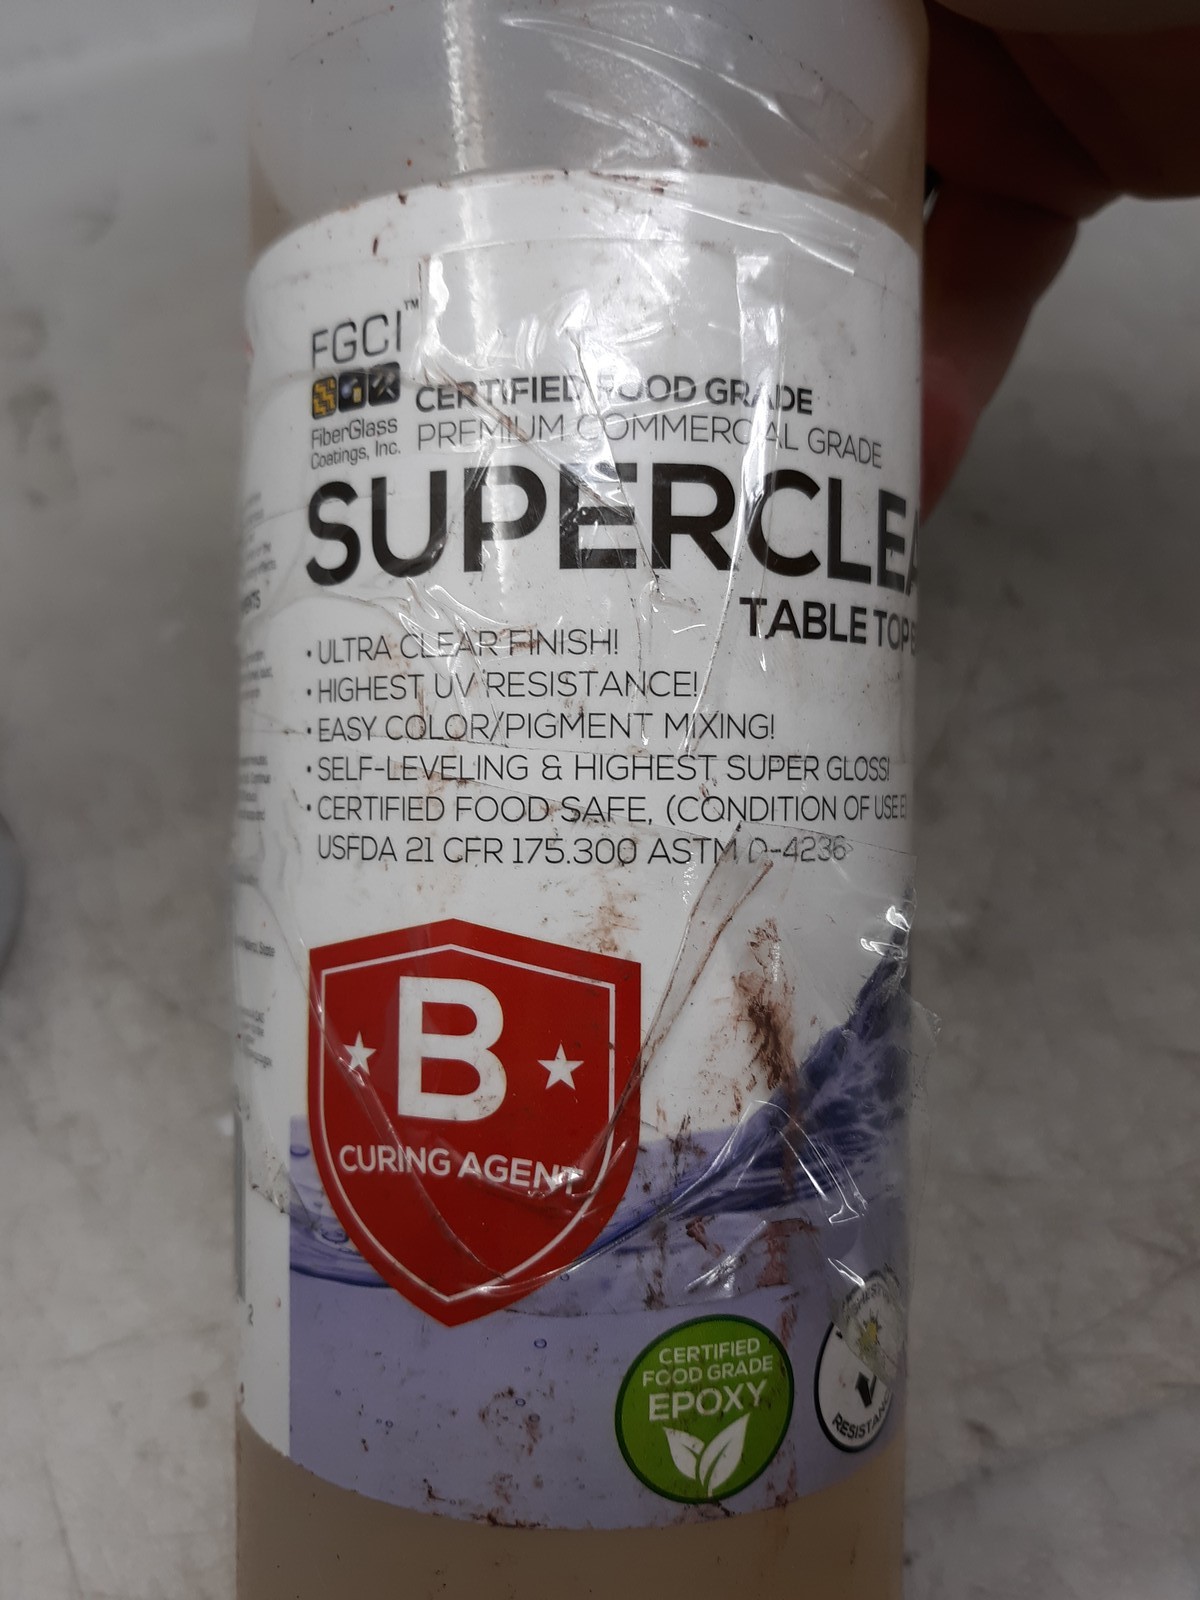 FGCI™
FiberGlass
Coatings, Inc.
CERTIFIED FOOD GRADE
PREMIUM COMMERCIAL GRADE
SUPERCLEA
TABLE TOP
• ULTRA CLEAR FINISH!
• HIGHEST UV RESISTANCE!
• EASY COLOR/PIGMENT MIXING!
• SELF-LEVELING & HIGHEST SUPER GLOSS!
• CERTIFIED FOOD SAFE, (CONDITION OF USE E)
USFDA 21 CFR 175.300 ASTM D-4236
B
CURING AGENT
CERTIFIED
FOOD GRADE
EPOXY
RESISTAN